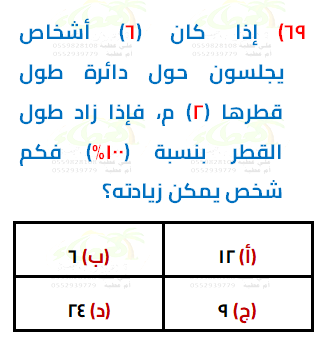 ٦٩) إذا كان (٦) أشخاص
يجلسون حول دائرة طول
قطرها (٢) م، فإذا زاد طول
القطر بنسبة (١٠٠%) فكم
شخص يمكن زيادته؟
(أ) ١٢ (ب) ٦
(ج) ٩ (د) ٢٤